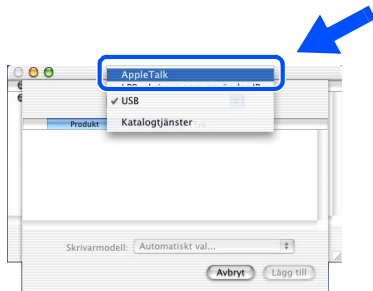 AppleTalk
✓ USB
Katalogtjänster
Produkt
Skrivarmodell: Automatiskt val...
Avbryt
Lägg till